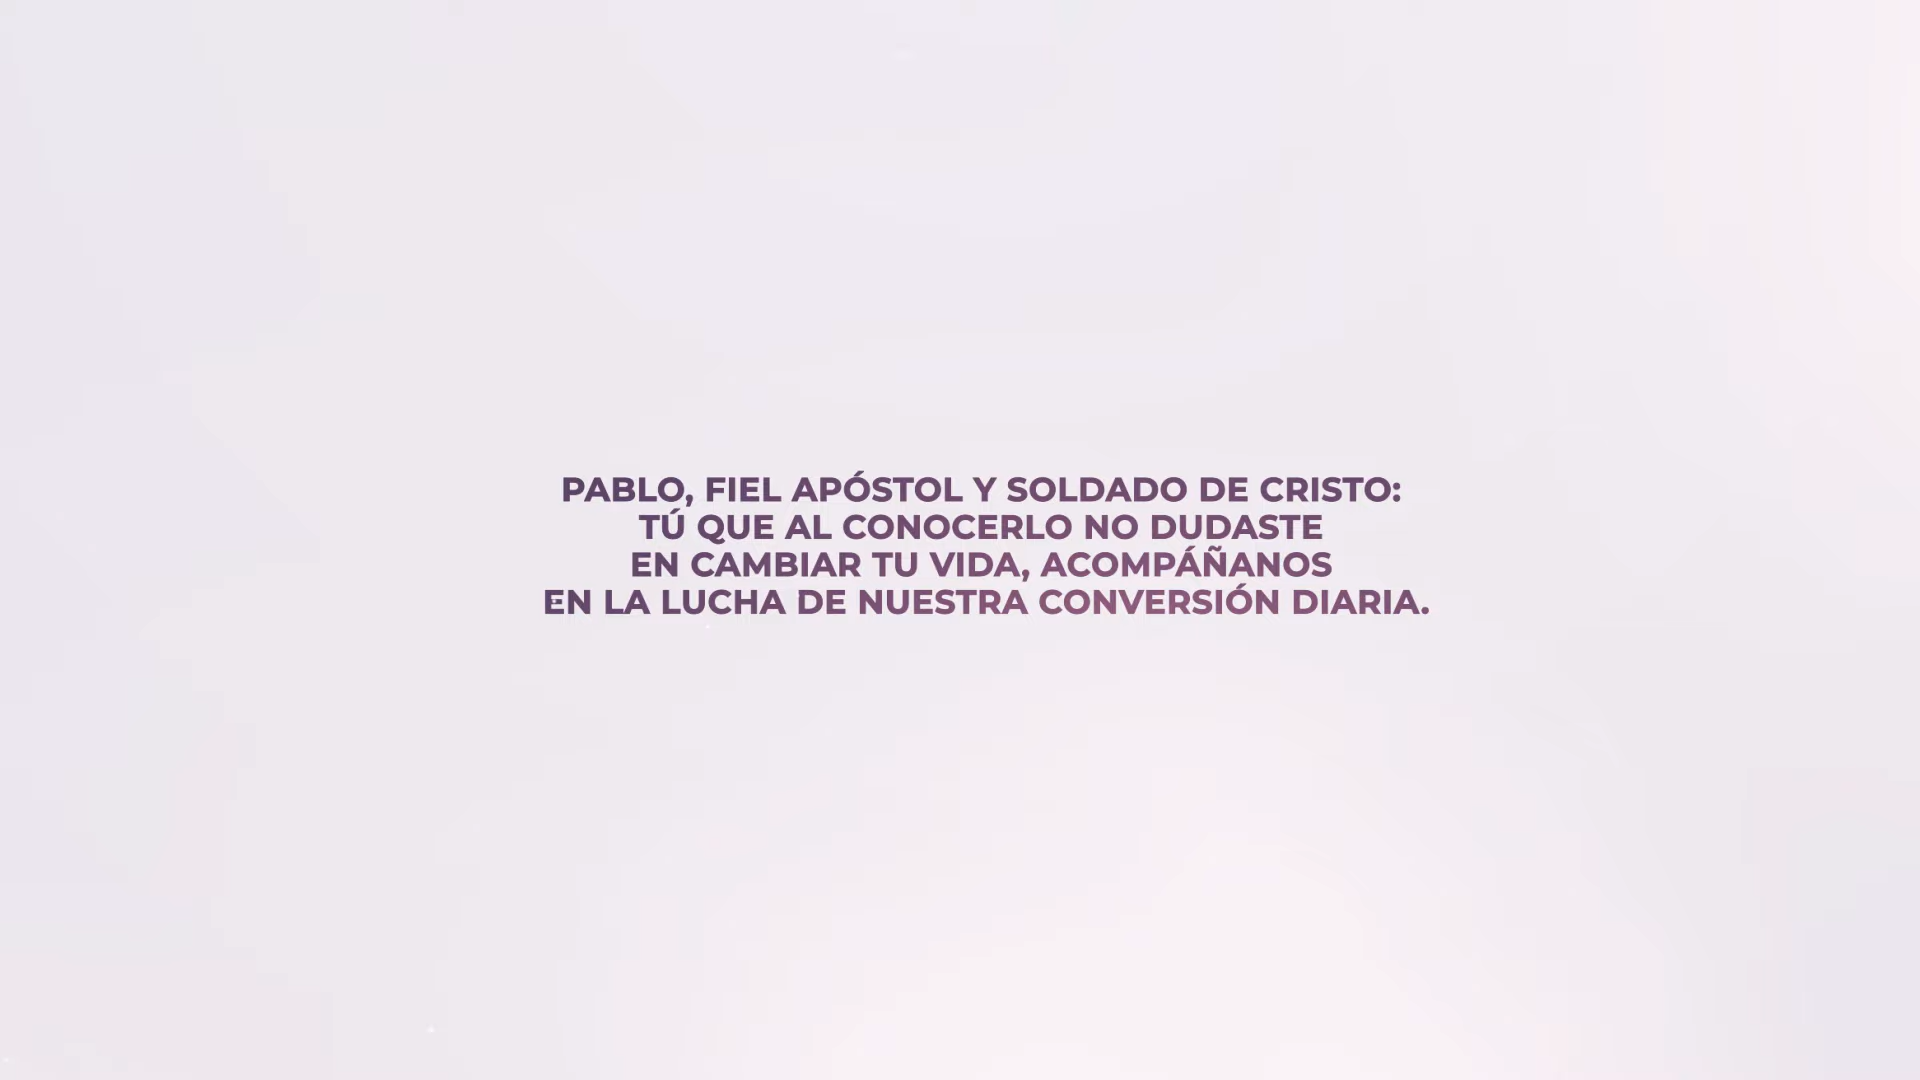 PABLO, FIEL APÓSTOL Y SOLDADO DE CRISTO:
TÚ QUE AL CONOCERLO NO DUDASTE
EN CAMBIAR TU VIDA, ACOMPÁÑANOS
EN LA LUCHA DE NUESTRA CONVERSIÓN DIARIA.